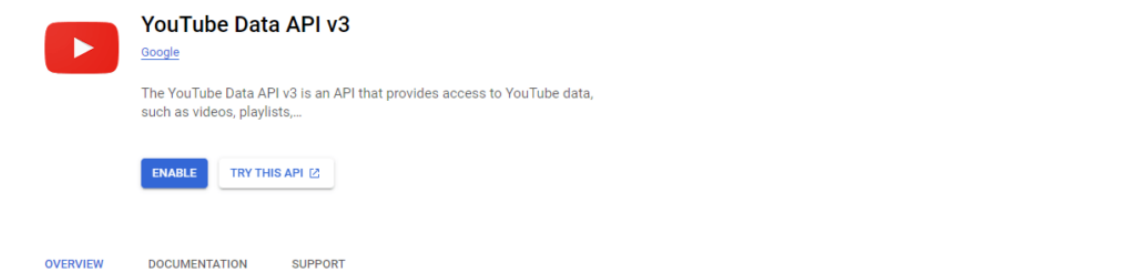 YouTube Data API v3
Google
The YouTube Data API v3 is an API that provides access to YouTube data,
such as videos, playlists,...
ENABLE TRY THIS API
OVERVIEW DOCUMENTATION SUPPORT